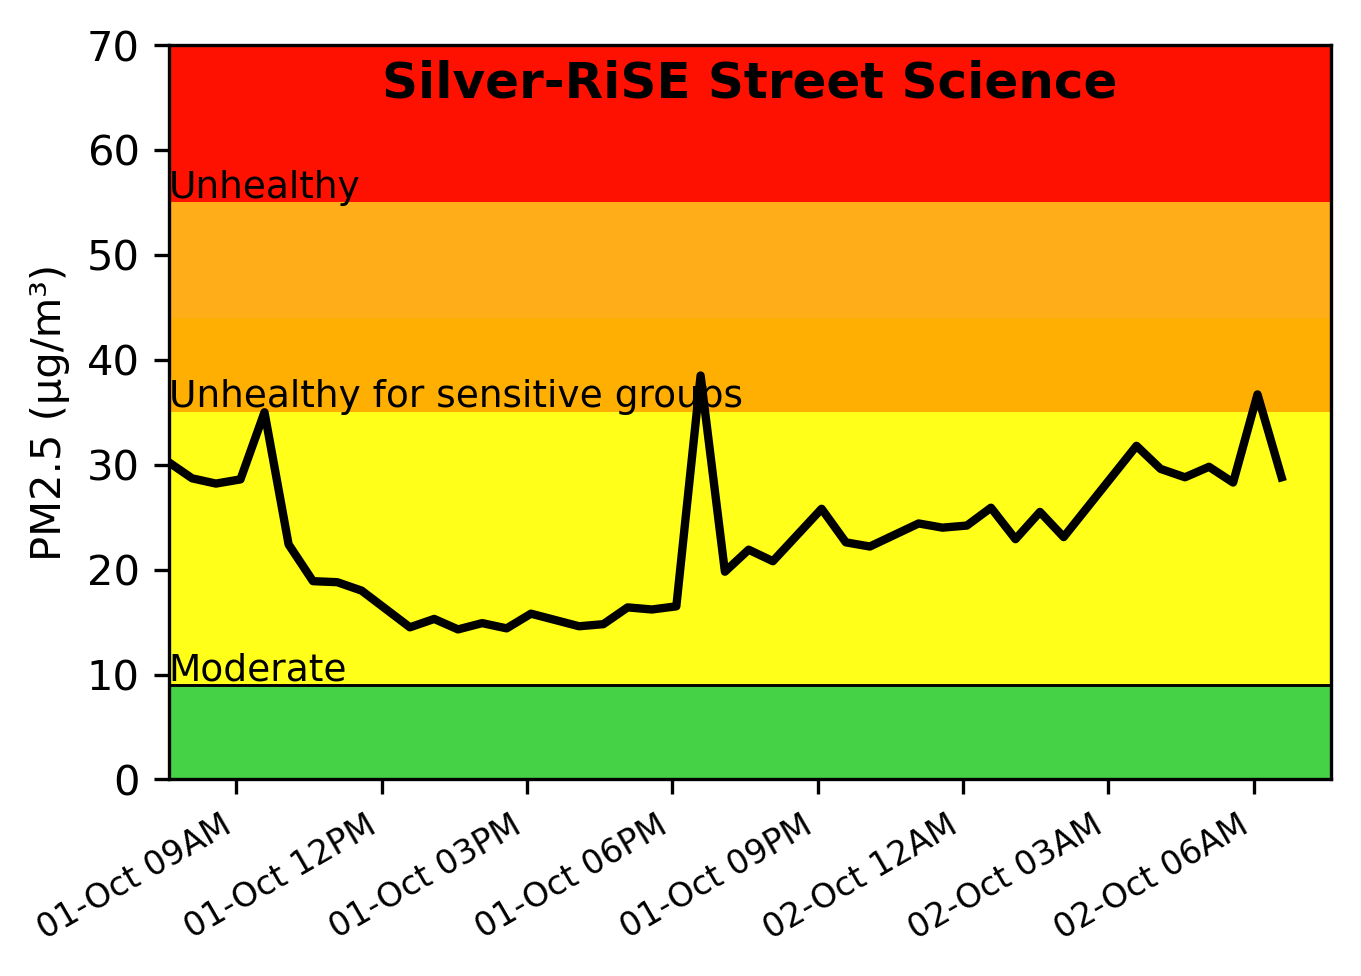 Silver-RiSE Street Science
PM2.5 (µg/m³)
70
60
50
40
30
20
10
0
Unhealthy
Unhealthy for sensitive groups
Moderate
01-Oct 09AM
01-Oct 12PM
01-Oct 03PM
01-Oct 06PM
01-Oct 09PM
02-Oct 12AM
02-Oct 03AM
02-Oct 06AM